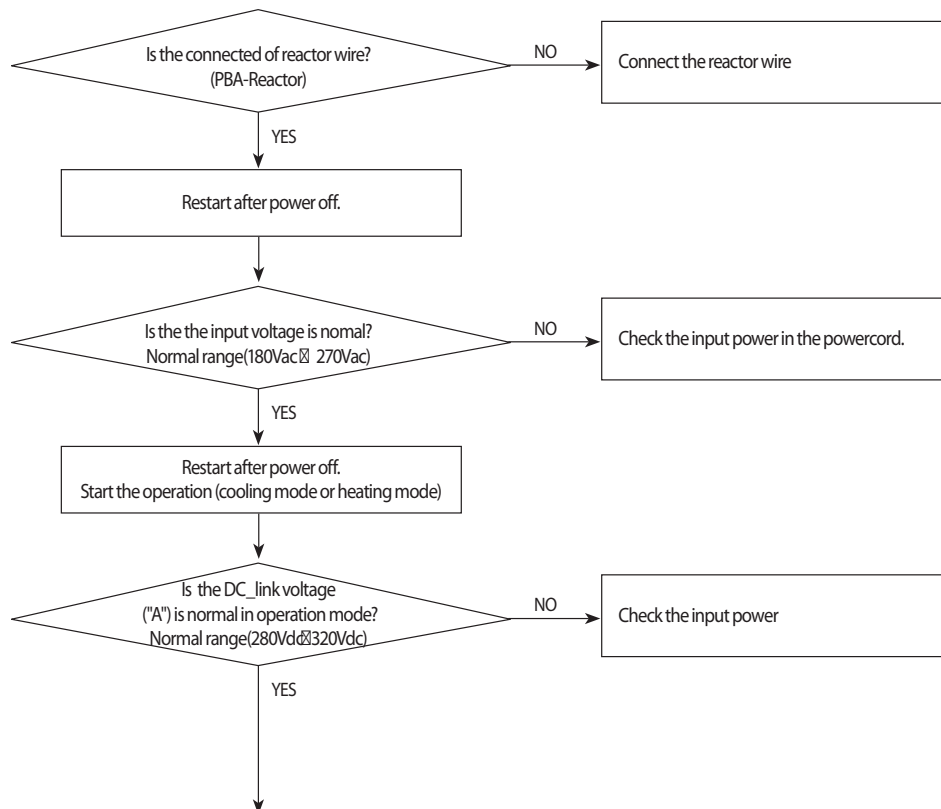 Is the connected of reactor wire?
(PBA-Reactor)
NO
Connect the reactor wire
YES
Restart after power off.
Is the the input voltage is nomal?
Normal range(180Vac☒ 270Vac)
NO
Check the input power in the powercord.
YES
Restart after power off.
Start the operation (cooling mode or heating mode)
Is the DC_link voltage
("A") is normal in operation mode?
Normal range(280Vdc☒320Vdc)
NO
Check the input power
YES